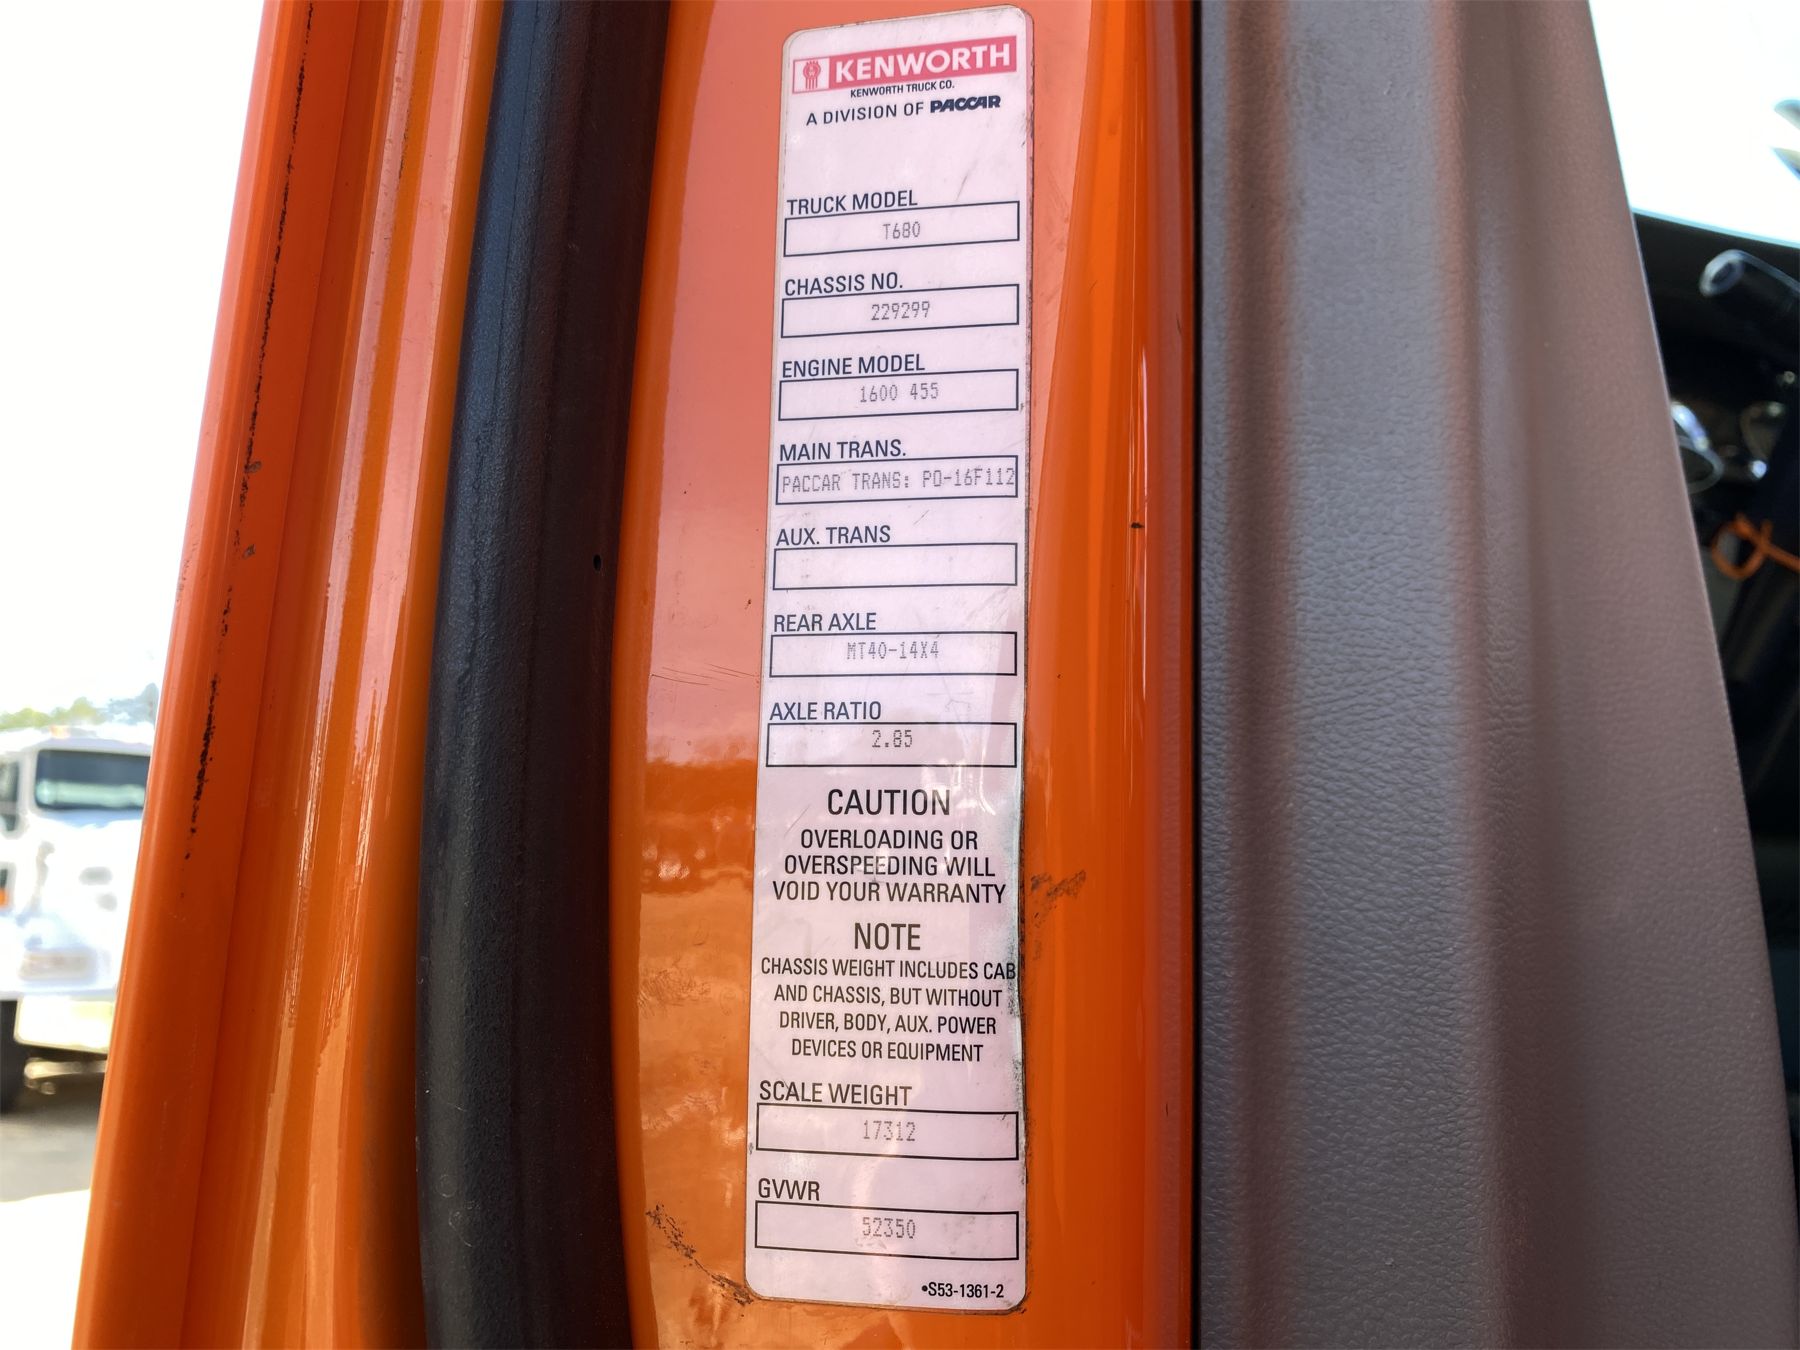 KENWORTH
KENWORTH TRUCK CO.
A DIVISION OF PACCAR
TRUCK MODEL
T680
CHASSIS NO.
229299
ENGINE MODEL
1600 455
MAIN TRANS.
PACCAR TRANS: PO-16F112
AUX. TRANS
REAR AXLE
MT40-14X4
AXLE RATIO
2.85
CAUTION
OVERLOADING OR
OVERSPEEDING WILL
VOID YOUR WARRANTY
NOTE
CHASSIS WEIGHT INCLUDES CAB
AND CHASSIS, BUT WITHOUT
DRIVER, BODY, AUX. POWER
DEVICES OR EQUIPMENT
SCALE WEIGHT
17312
GVWR
52350
•S53-1361-2